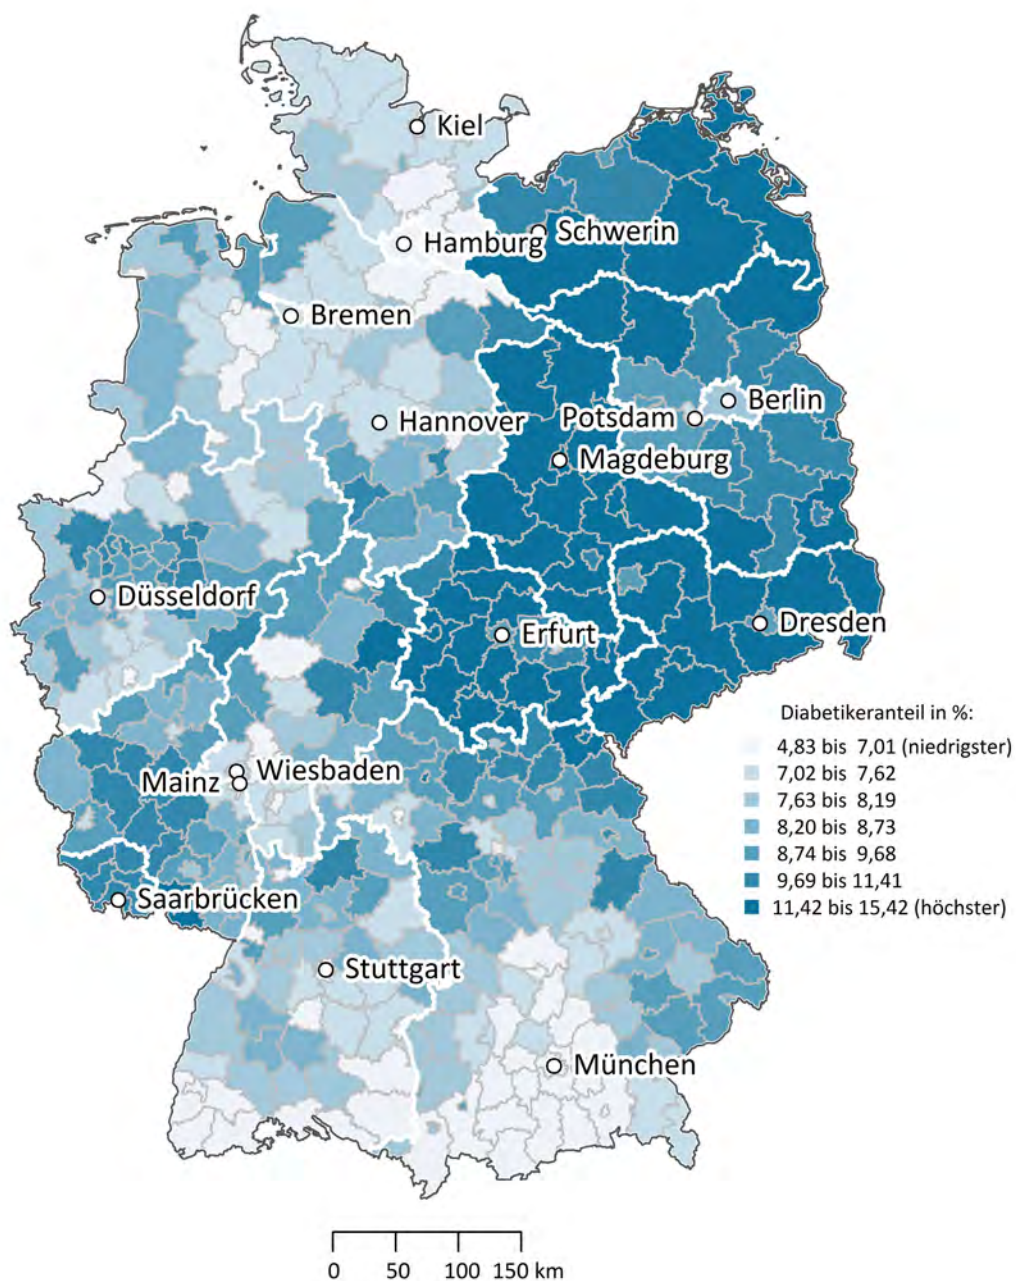 Kiel
Hamburg
Schwerin
Bremen
Berlin
Potsdam
Hannover
Magdeburg
Düsseldorf
Erfurt
Dresden
Diabetikeranteil in %:
4,83 bis 7,01 (niedrigster)
7,02 bis 7,62
7,63 bis 8,19
8,20 bis 8,73
8,74 bis 9,68
9,69 bis 11,41
11,42 bis 15,42 (höchster)
Wiesbaden
Mainz
Saarbrücken
Stuttgart
München
0 50 100 150 km